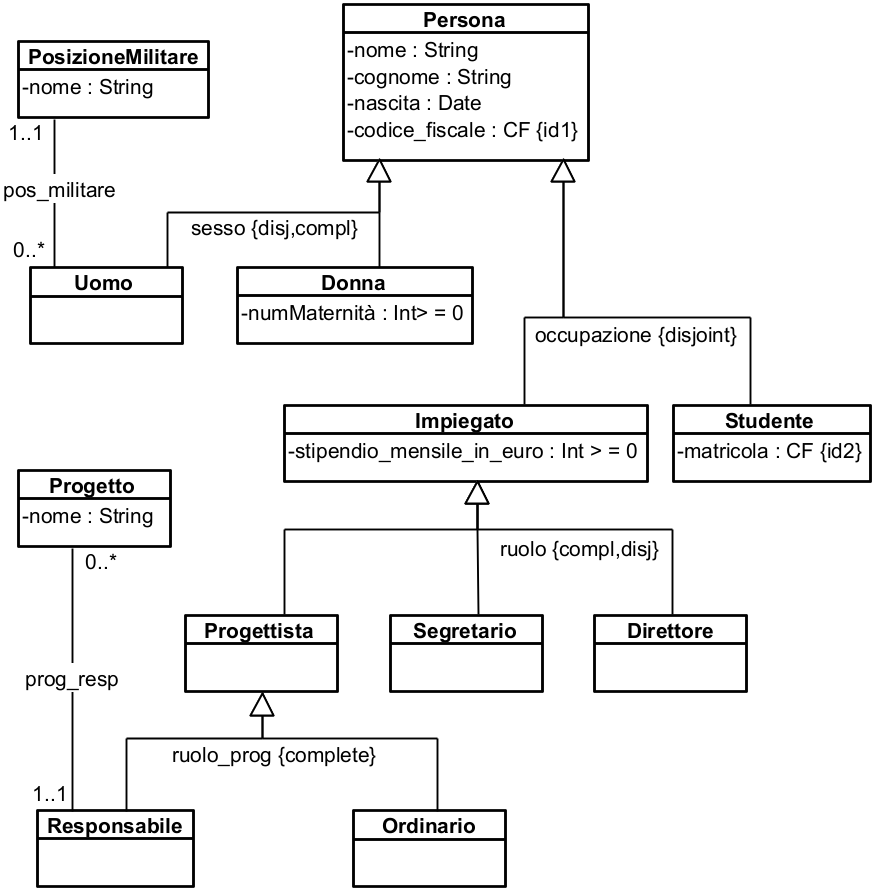 Persona
-nome : String
-cognome : String
-nascita : Date
-codice_fiscale : CF {id1}
PosizioneMilitare
-nome : String
1..1
pos_militare
0..*
sesso {disj,compl}
Uomo
Donna
-numMaternità : Int> = 0
occupazione {disjoint}
Impiegato
-stipendio_mensile_in_euro : Int > = 0
Studente
-matricola : CF {id2}
Progetto
-nome : String
0..*
ruolo {compl,disj}
Progettista
Segretario
Direttore
prog_resp
ruolo_prog {complete}
1..1
Responsabile
Ordinario